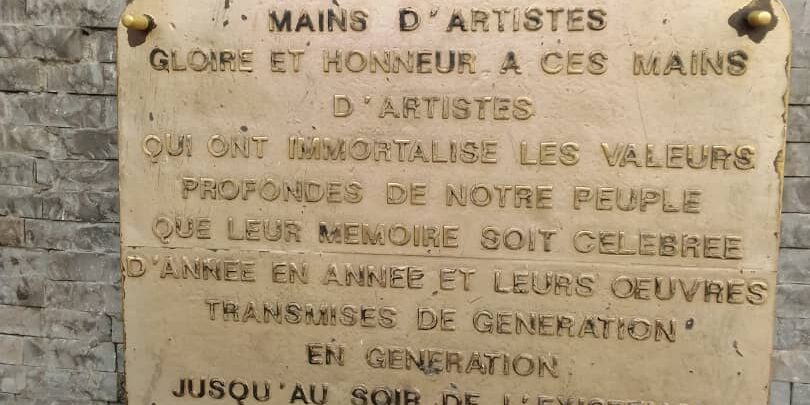 MAINS D'ARTISTES
GLOIRE ET HONNEUR A CES MAINS
D'ARTISTES
QUI ONT IMMORTALISE LES VALEURS
PROFONDES DE NOTRE PEUPLE
QUE LEUR MEMOIRE SOIT CELEBREE
D'ANNEE EN ANNEE ET LEURS OEUVRES
TRANSMISES DE GENERATION
EN GENERATION
JUSQU'AU SOIR DE